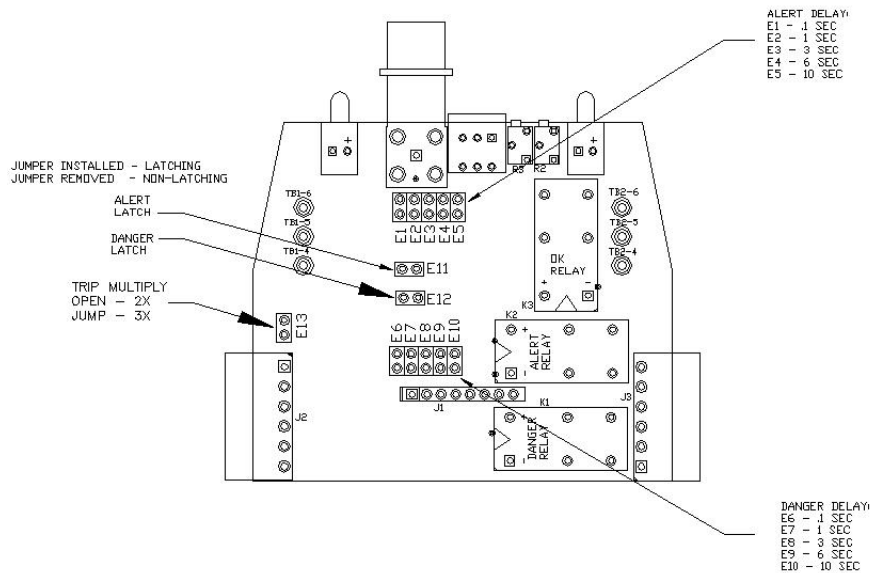 ALERT DELAY:
E1 - .1 SEC
E2 - 1 SEC
E3 - 3 SEC
E4 - 6 SEC
E5 - 10 SEC
JUMPER INSTALLED - LATCHING
JUMPER REMOVED - NON-LATCHING
ALERT
LATCH
DANGER
LATCH
TRIP MULTIPLY
OPEN - 2X
JUMP - 3X
+
+
R3
R2
TB1-6
TB1-5
TB1-4
TB2-6
TB2-5
TB2-4
E1
E2
E3
E4
E5
E11
E12
E13
OK
RELAY
+
-
K3
K2
E6
E7
E8
E9
E10
+
-
ALERT
RELAY
J1
J2
J3
K1
+
-
DANGER
RELAY
DANGER DELAY:
E6 - .1 SEC
E7 - 1 SEC
E8 - 3 SEC
E9 - 6 SEC
E10 - 10 SEC